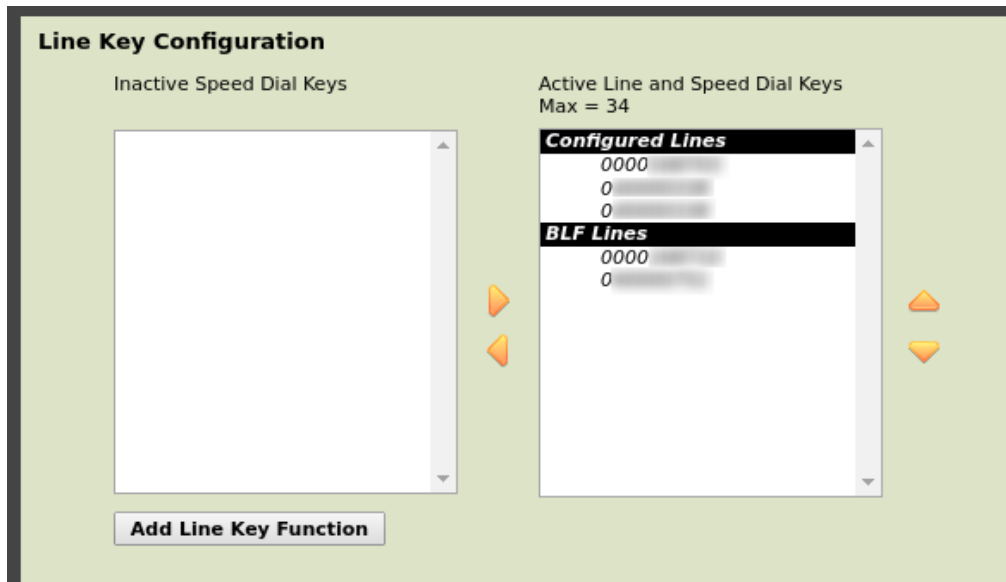 Line Key Configuration
Inactive Speed Dial Keys
Active Line and Speed Dial Keys
Max = 34
Configured Lines
0000
0
0
BLF Lines
0000
0
Add Line Key Function